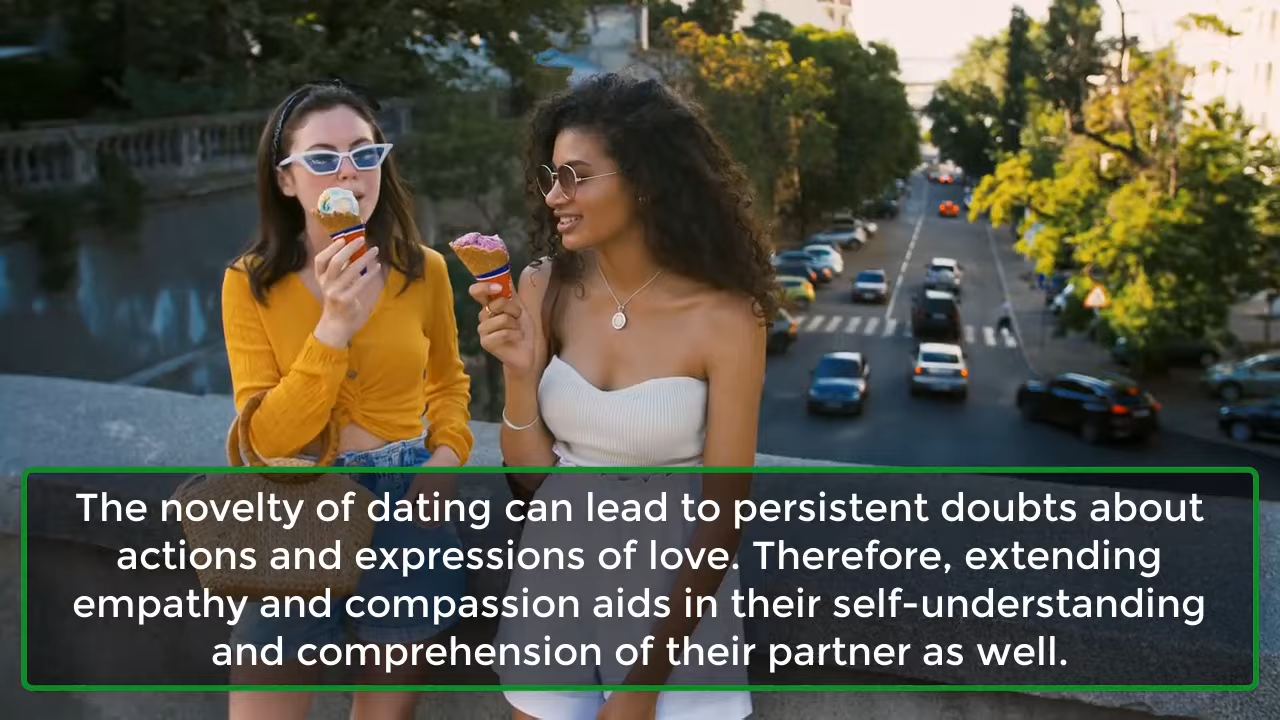 The novelty of dating can lead to persistent doubts about
actions and expressions of love. Therefore, extending
empathy and compassion aids in their self-understanding
and comprehension of their partner as well.